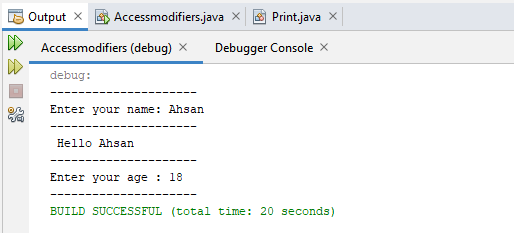 Output Accessmodifiers.java Print.java
Accessmodifiers (debug) Debugger Console
debug:
---------------------
Enter your name: Ahsan
---------------------
Hello Ahsan
---------------------
Enter your age : 18
---------------------
BUILD SUCCESSFUL (total time: 20 seconds)